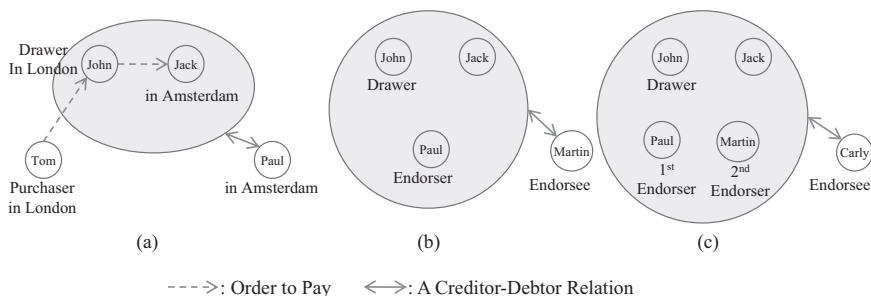 Drawer
In London
John
Jack
in Amsterdam
Tom
Purchaser
in London
Paul
in Amsterdam
(a)
John
Drawer
Jack
Paul
Endorser
Martin
Endorsee
(b)
John
Drawer
Jack
Paul
1st
Endorser
Martin
2nd
Endorser
Carly
Endorsee
(c)
: Order to Pay
: A Creditor-Debtor Relation